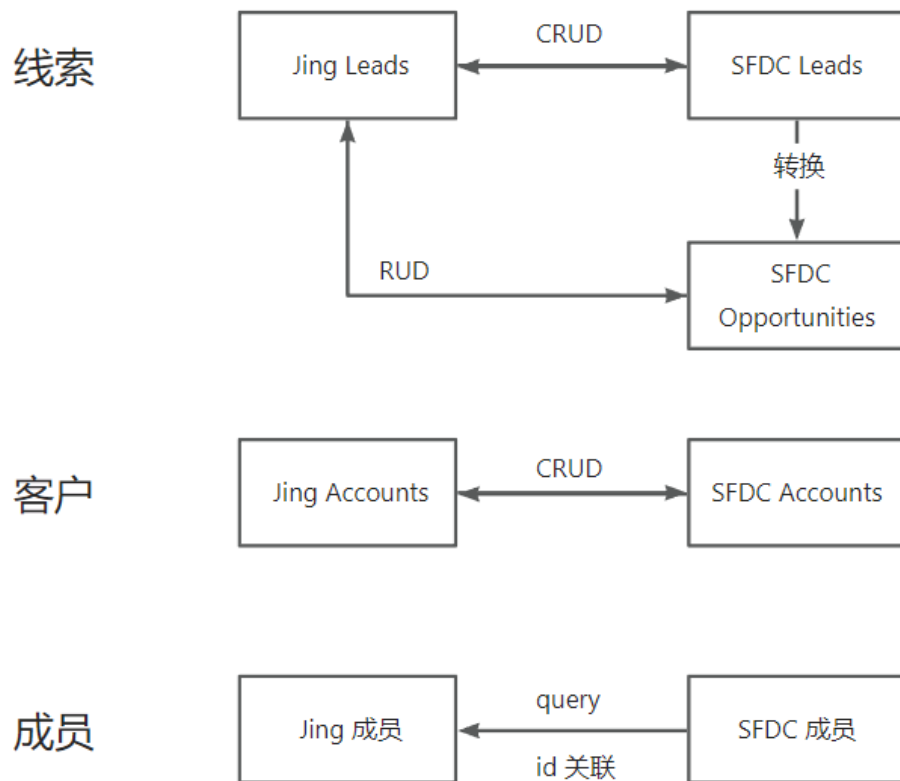 CRUD
线索
Jing Leads
SFDC Leads
转换
RUD
SFDC
Opportunities
CRUD
客户
Jing Accounts
SFDC Accounts
query
成员
Jing 成员
SFDC 成员
id 关联